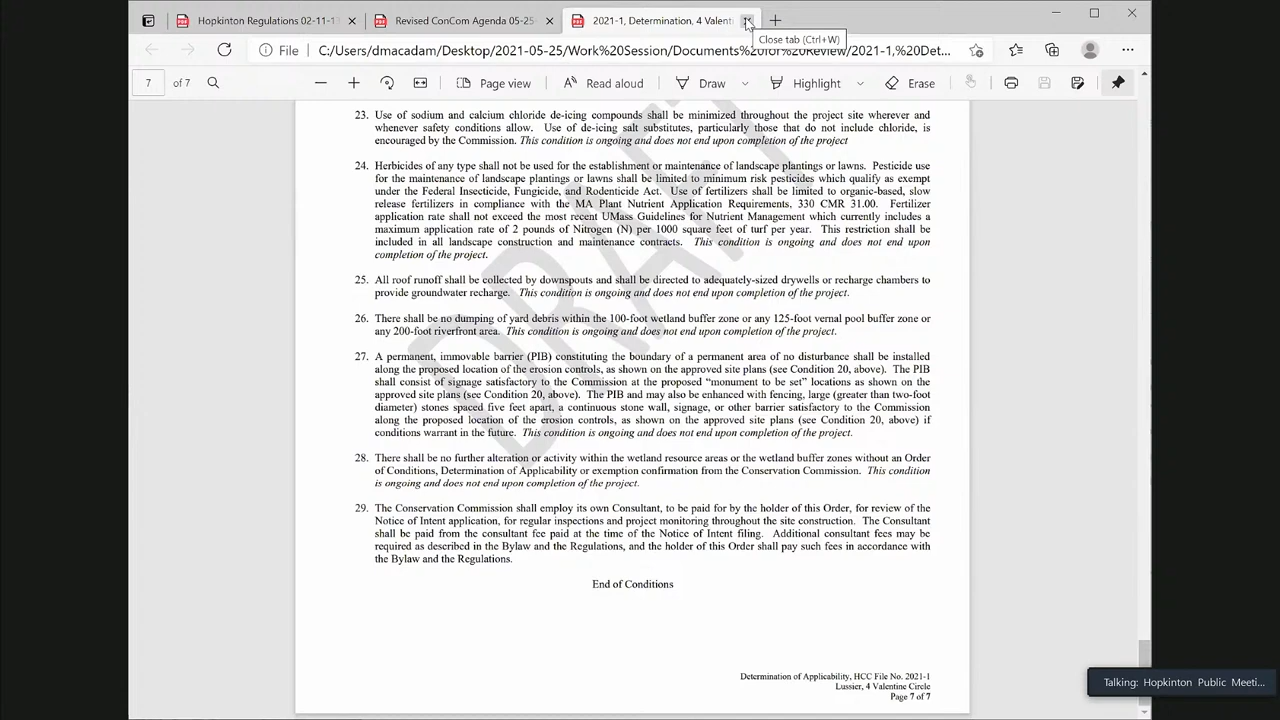 Hopkinton Regulations 02-11-13
Revised ConCom Agenda 05-25-
2021-1, Determination, 4 Valenti
Close tab (Ctrl+W)
File
C:/Users/dmacadam/Desktop/2021-05-25/Work%20Session/Documents%20for%20Review/2021-1,%20Det...
7
of 7
Page view
Read aloud
Draw
Highlight
Erase
DRAFT
23. Use of sodium and calcium chloride de-icing compounds shall be minimized throughout the project site wherever and
whenever safety conditions allow. Use of de-icing salt substitutes, particularly those that do not include chloride, is
encouraged by the Commission. This condition is ongoing and does not end upon completion of the project
24. Herbicides of any type shall not be used for the establishment or maintenance of landscape plantings or lawns. Pesticide use
for the maintenance of landscape plantings or lawns shall be limited to minimum risk pesticides which qualify as exempt
under the Federal Insecticide, Fungicide, and Rodenticide Act. Use of fertilizers shall be limited to organic-based, slow
release fertilizers in compliance with the MA Plant Nutrient Application Requirements, 330 CMR 31.00. Fertilizer
application rate shall not exceed the most recent UMass Guidelines for Nutrient Management which currently includes a
maximum application rate of 2 pounds of Nitrogen (N) per 1000 square feet of turf per year. This restriction shall be
included in all landscape construction and maintenance contracts. This condition is ongoing and does not end upon
completion of the project.
25. All roof runoff shall be collected by downspouts and shall be directed to adequately-sized drywells or recharge chambers to
provide groundwater recharge. This condition is ongoing and does not end upon completion of the project.
26. There shall be no dumping of yard debris within the 100-foot wetland buffer zone or any 125-foot vernal pool buffer zone or
any 200-foot riverfront area. This condition is ongoing and does not end upon completion of the project.
27. A permanent, immovable barrier (PIB) constituting the boundary of a permanent area of no disturbance shall be installed
along the proposed location of the erosion controls, as shown on the approved site plans (see Condition 20, above). The PIB
shall consist of signage satisfactory to the Commission at the proposed “monument to be set” locations as shown on the
approved site plans (see Condition 20, above). The PIB and may also be enhanced with fencing, large (greater than two-foot
diameter) stones spaced five feet apart, a continuous stone wall, signage, or other barrier satisfactory to the Commission
along the proposed location of the erosion controls, as shown on the approved site plans (see Condition 20, above) if
conditions warrant in the future. This condition is ongoing and does not end upon completion of the project.
28. There shall be no further alteration or activity within the wetland resource areas or the wetland buffer zones without an Order
of Conditions, Determination of Applicability or exemption confirmation from the Conservation Commission. This condition
is ongoing and does not end upon completion of the project.
29. The Conservation Commission shall employ its own Consultant, to be paid for by the holder of this Order, for review of the
Notice of Intent application, for regular inspections and project monitoring throughout the site construction. The Consultant
shall be paid from the consultant fee paid at the time of the Notice of Intent filing. Additional consultant fees may be
required as described in the Bylaw and the Regulations, and the holder of this Order shall pay such fees in accordance with
the Bylaw and the Regulations.
End of Conditions
Determination of Applicability, HCC File No. 2021-1
Lussier, 4 Valentine Circle
Page 7 of 7
Talking: Hopkinton Public Meeti...